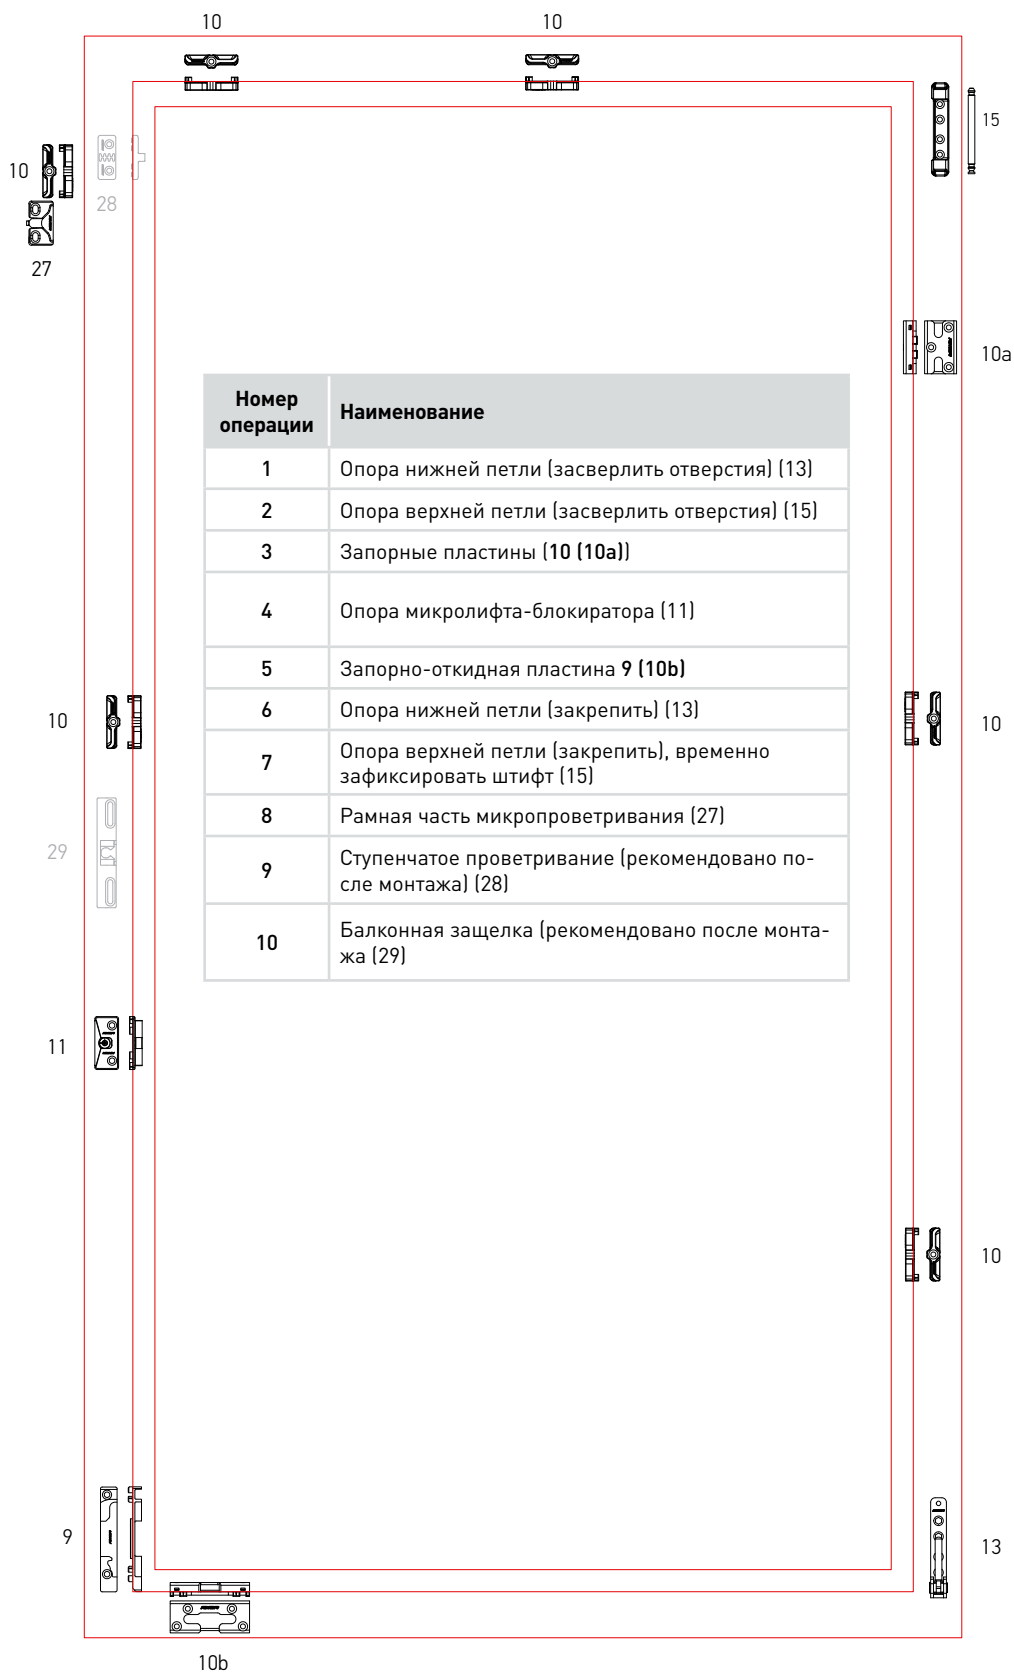 10
10
15
10
28
27
10a
Номер операции
Наименование
1
Опора нижней петли (засверлить отверстия) (13)
2
Опора верхней петли (засверлить отверстия) (15)
3
Запорные пластины (10 (10a))
4
Опора микролифта-блокиратора (11)
5
Запорно-откидная пластина 9 (10b)
6
Опора нижней петли (закрепить) (13)
7
Опора верхней петли (закрепить), временно
зафиксировать штифт (15)
8
Рамная часть микропроветривания (27)
9
Ступенчатое проветривание (рекомендовано по-
сле монтажа) (28)
10
Балконная защелка (рекомендовано после монта-
жа (29)
10
10
29
11
10
9
13
10b